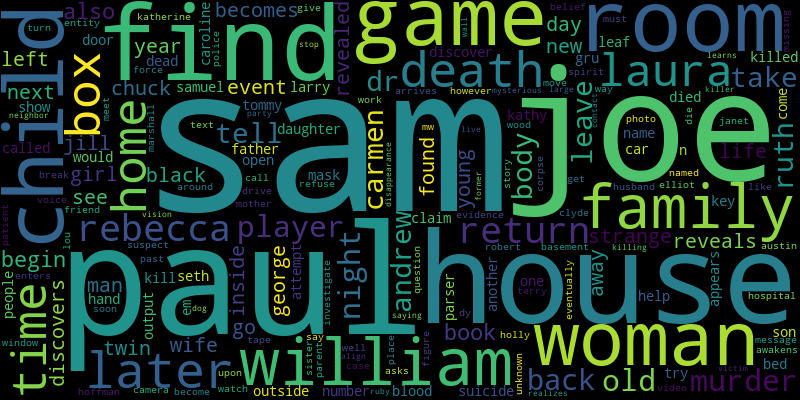 turn
katherine
caroline
police
give
stop
wall
belief
must
missing
entity
also
becomes
year
door
dead
force
find
game
room
child
left
box
revealed
day
new
leaf
killed
next
show
neighbor
chuck
samuel
event
larry
dr
death
arrives
however
mysterious
discover
gru
spirit
move
large
way
laura
take
learns
killer
meet
home
marshall
tommy
party
text
tell
daughter
work
disappearance
carmen
found
mw
live
former
young
kathy
wood
body
story
corpse
leave
contact
died
photo
name
car
die
janet
n
life
come
ruth
called
jill
would
girl
father
open
sam
joe
break
voice
see
black
around
call
mask
refuse
drive
mother
get
husband
named
elliot
like
key
family
patient
friend
vision
rebecca
player
claim
return
evidence
clyde
strange
reveals
austin
begin
lou
suspect
past
man
kill
seth
hand
soon
em
dog
paul
house
george
inside
attempt
night
andrew
investigate
question
saying
parser
robert
basement
killing
another
one
terry
eventually
away
help
appears
hospital
people
time
discovers
enters
window
twin
output
wife
go
tape
say
book
dy
holly
woman
son
message
awakens
later
william
sister
parent
well
align
case
place
asks
figure
unknown
back
old
try
bed
murder
victim
video
hoffman
camera
become
upon
watch
outside
number
ruby
blood
suicide
realizes